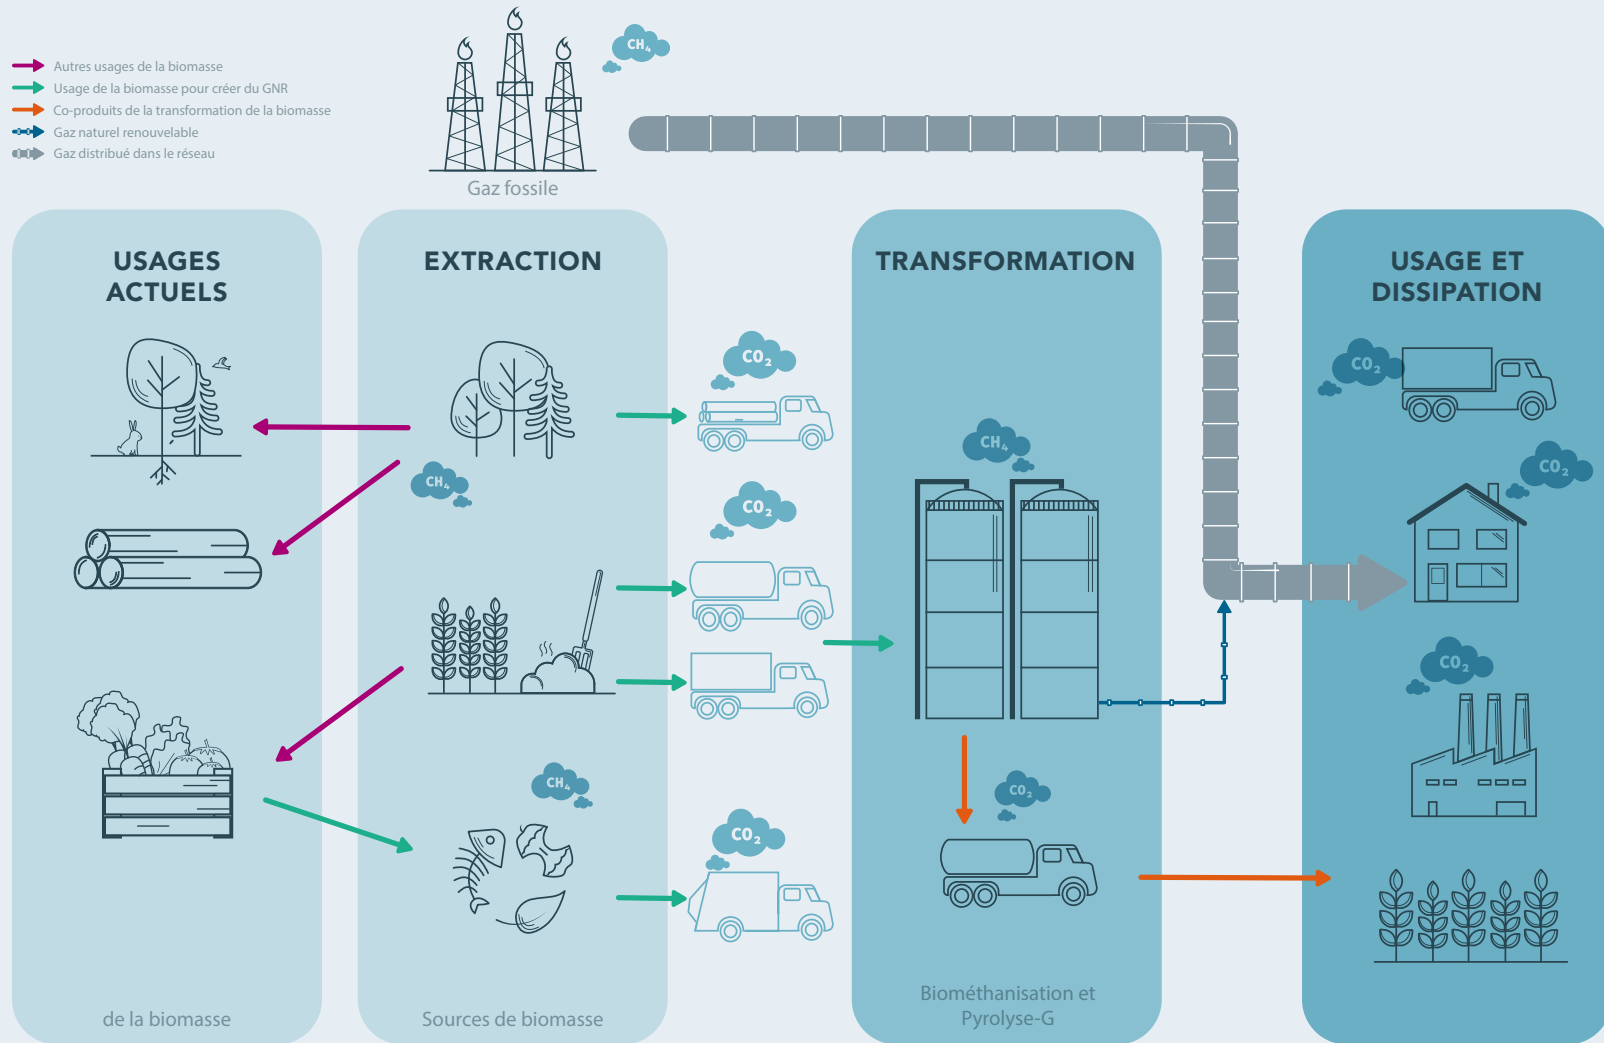 CH₄
Autres usages de la biomasse
Usage de la biomasse pour créer du GNR
Co-produits de la transformation de la biomasse
Gaz naturel renouvelable
Gaz distribué dans le réseau
Gaz fossile
USAGES
ACTUELS
de la biomasse
EXTRACTION
CH₄
CH₄
Sources de biomasse
CO₂
CO₂
CO₂
TRANSFORMATION
CH₄
CO₂
Biométhanisation et
Pyrolyse-G
USAGE ET
DISSIPATION
CO₂
CO₂
CO₂